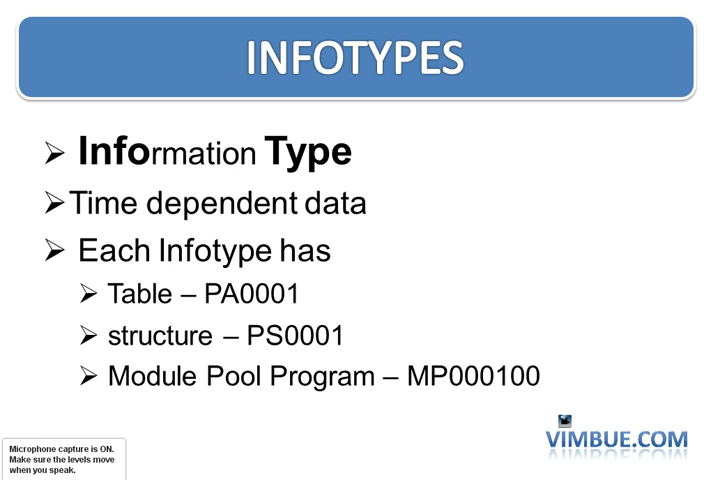 INFOTYPES
➢ Information Type
➢Time dependent data
➢ Each Infotype has
➢ Table – PA0001
➢ structure – PS0001
➢ Module Pool Program – MP000100
VIMBUE.COM
Microphone capture is ON.
Make sure the levels move
when you speak.